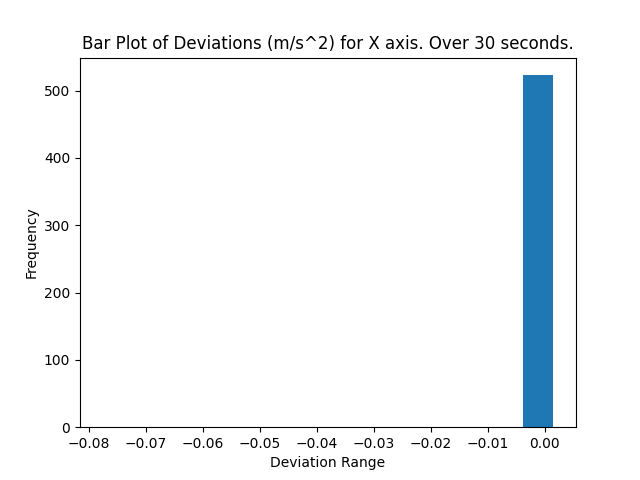 Bar Plot of Deviations (m/s^2) for X axis. Over 30 seconds.
500
400
300
200
100
0
Frequency
−0.08 −0.07 −0.06 −0.05 −0.04 −0.03 −0.02 −0.01 0.00
Deviation Range